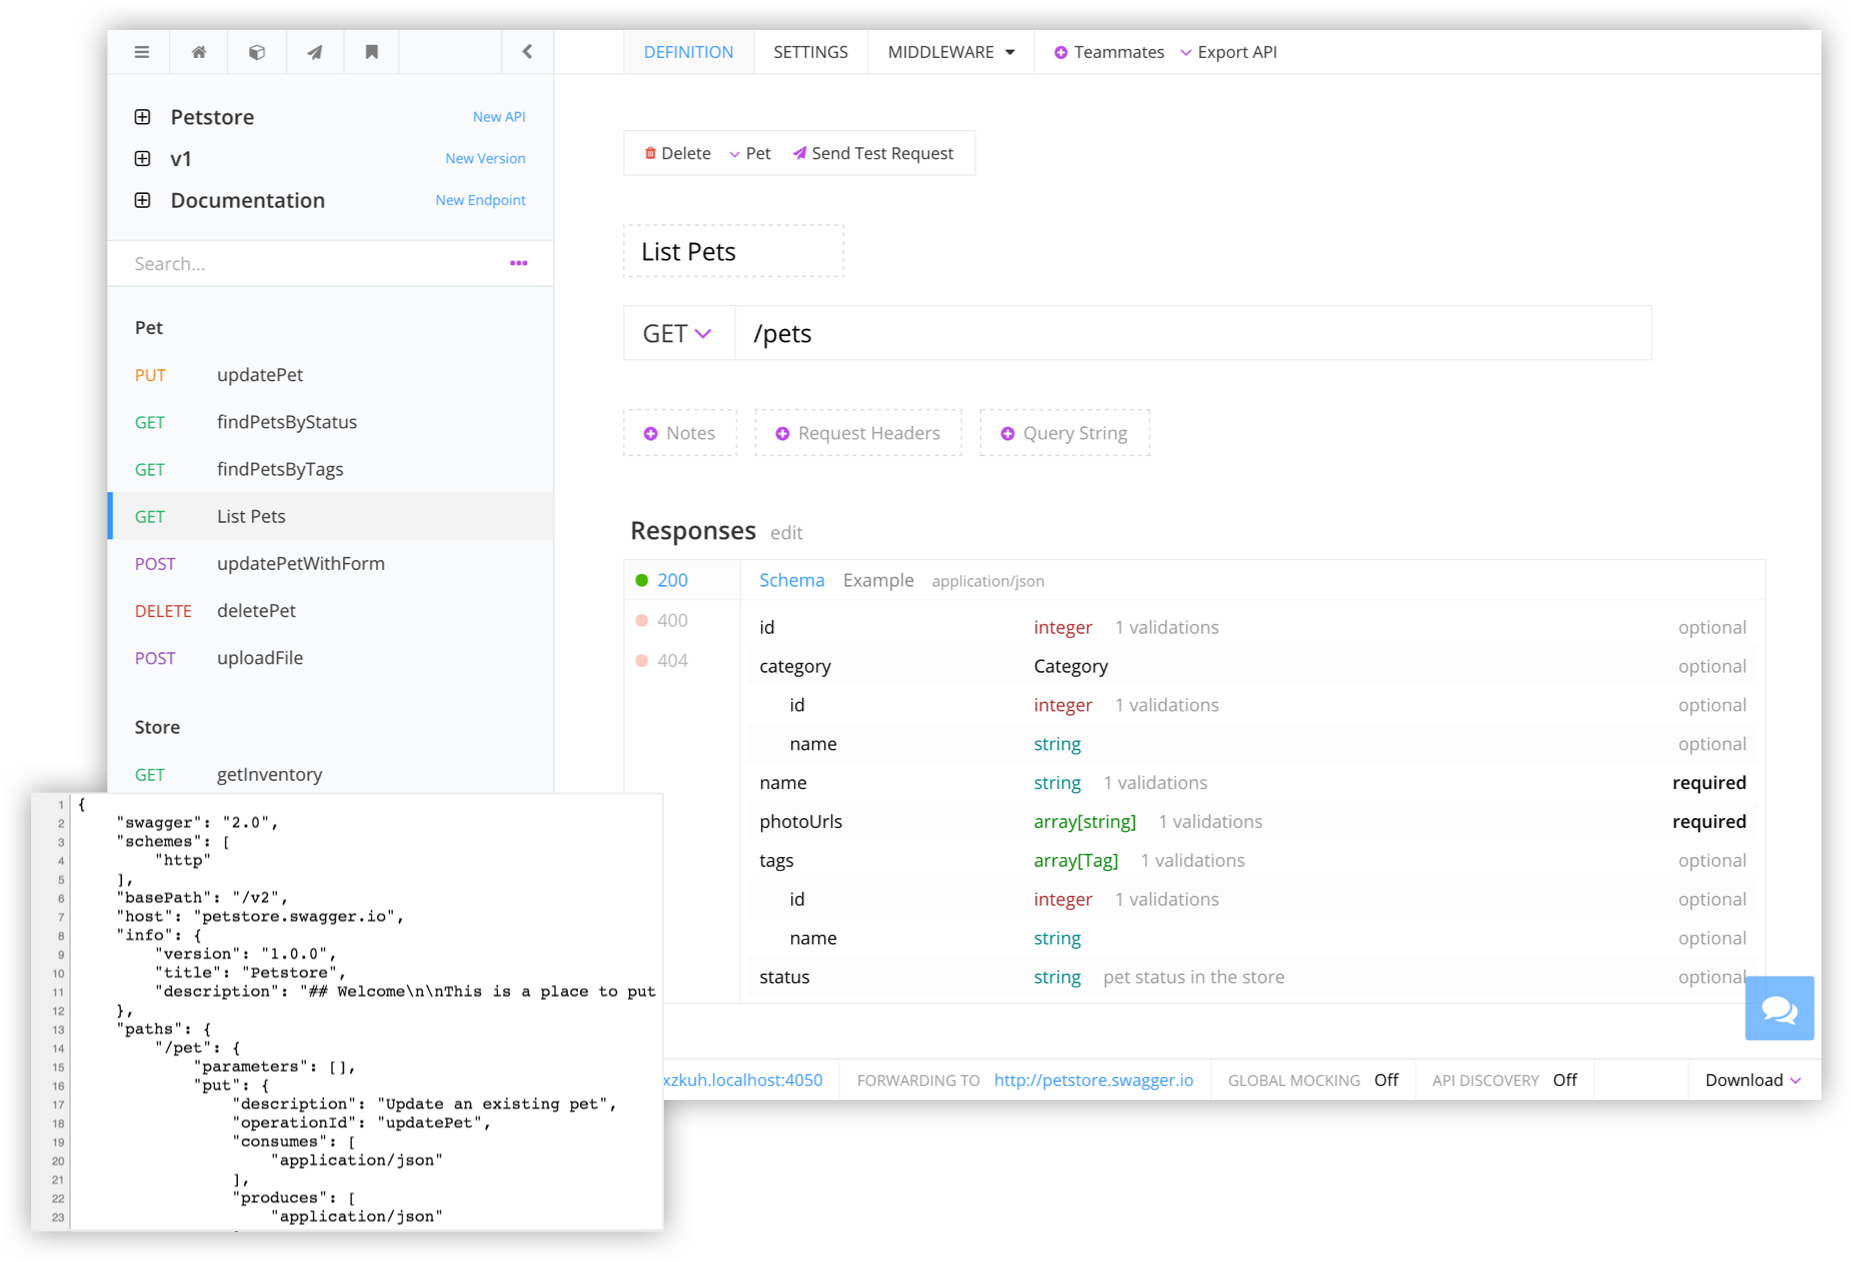 DEFINITION SETTINGS MIDDLEWARE Teammates Export API
Petstore New API
v1 New Version
Documentation New Endpoint
Search...
Pet
PUT updatePet
GET findPetsByStatus
GET findPetsByTags
GET List Pets
POST updatePetWithForm
DELETE deletePet
POST uploadFile
Store
GET getInventory
Delete Pet Send Test Request
List Pets
GET /pets
Notes Request Headers Query String
Responses edit
200
400
404
Schema Example application/json
id integer 1 validations optional
category Category optional
id integer 1 validations optional
name string optional
name string 1 validations required
photoUrls array[string] 1 validations required
tags array[Tag] 1 validations optional
id integer 1 validations optional
name string optional
status string pet status in the store optional
xzkuh.localhost:4050 FORWARDING TO http://petstore.swagger.io GLOBAL MOCKING Off API DISCOVERY Off Download
1 {
2 "swagger": "2.0",
3 "schemes": [
4 "http"
5 ],
6 "basePath": "/v2",
7 "host": "petstore.swagger.io",
8 "info": {
9 "version": "1.0.0",
10 "title": "Petstore",
11 "description": "## Welcome\n\nThis is a place to put
12 },
13 "paths": {
14 "/pet": {
15 "parameters": [],
16 "put": {
17 "description": "Update an existing pet",
18 "operationId": "updatePet",
19 "consumes": [
20 "application/json"
21 ],
22 "produces": [
23 "application/json"